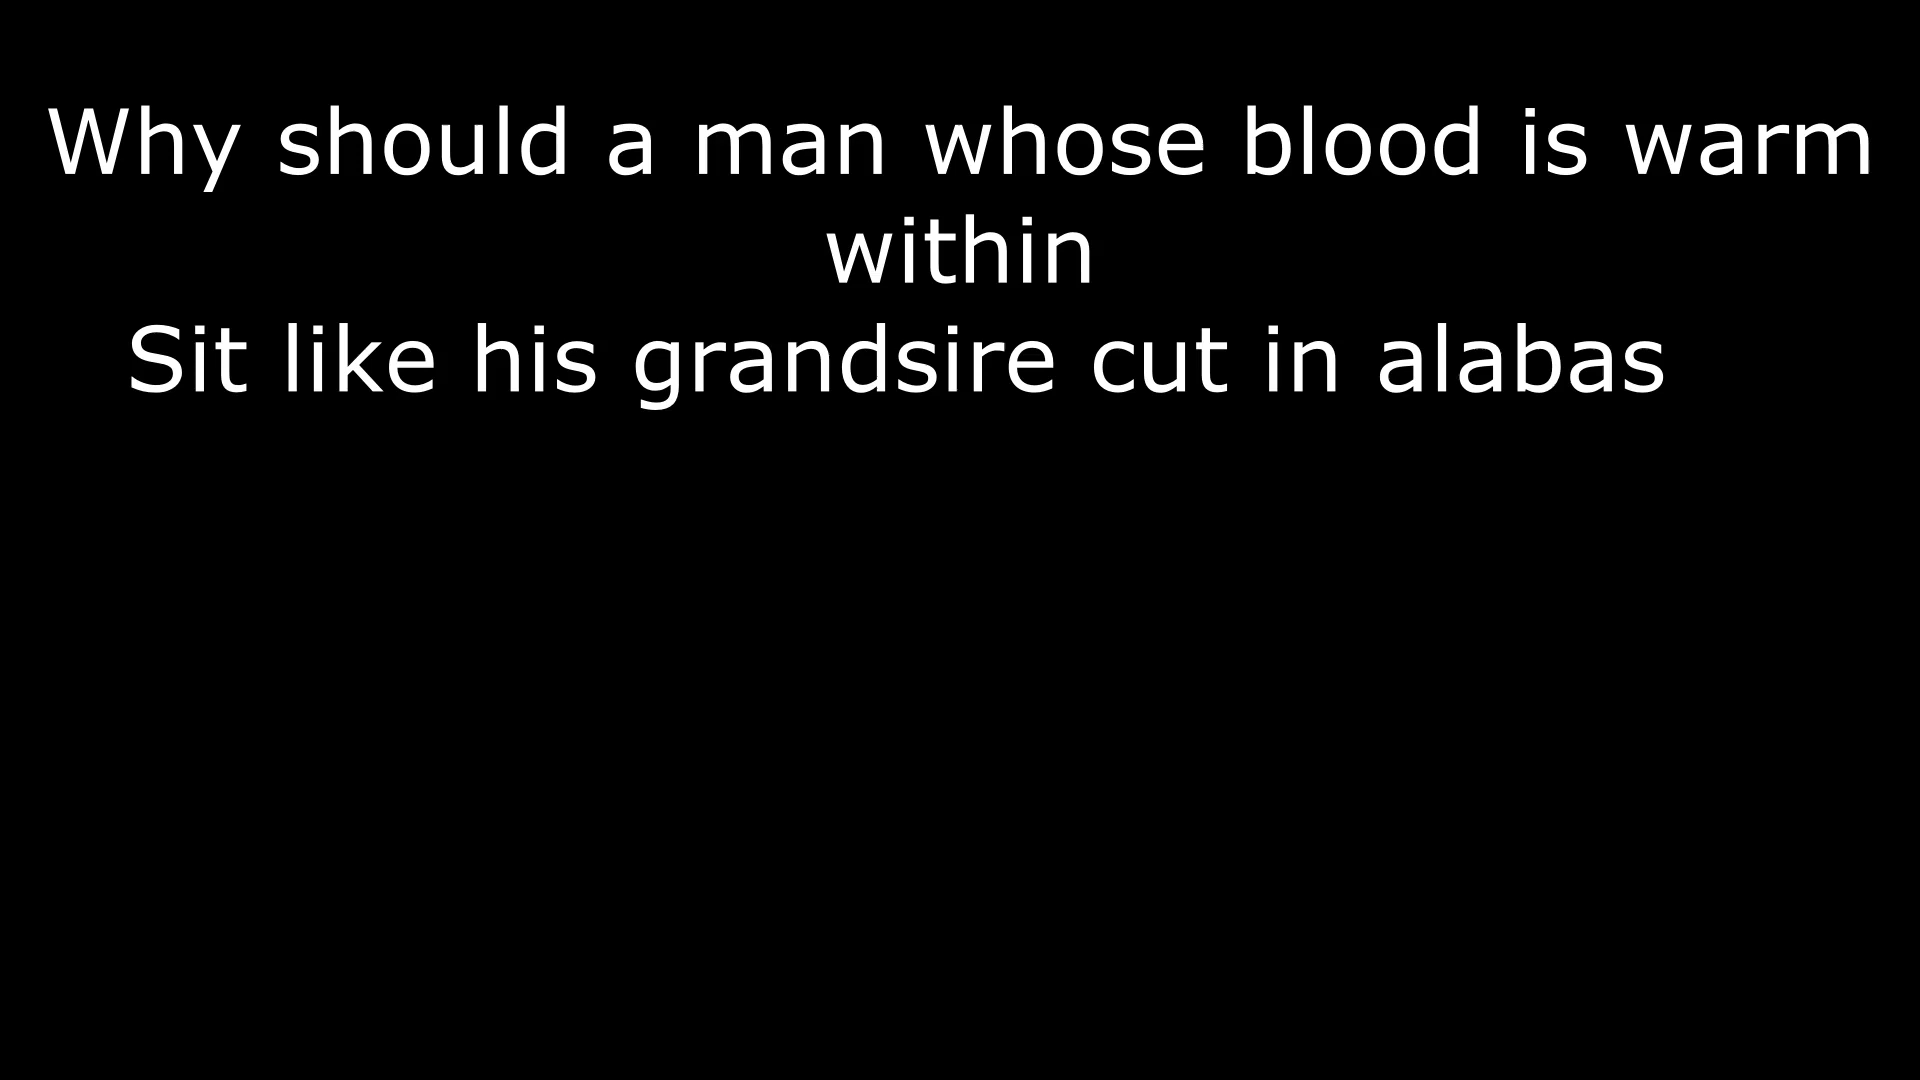 Why should a man whose blood is warm
within
Sit like his grandsire cut in alabas